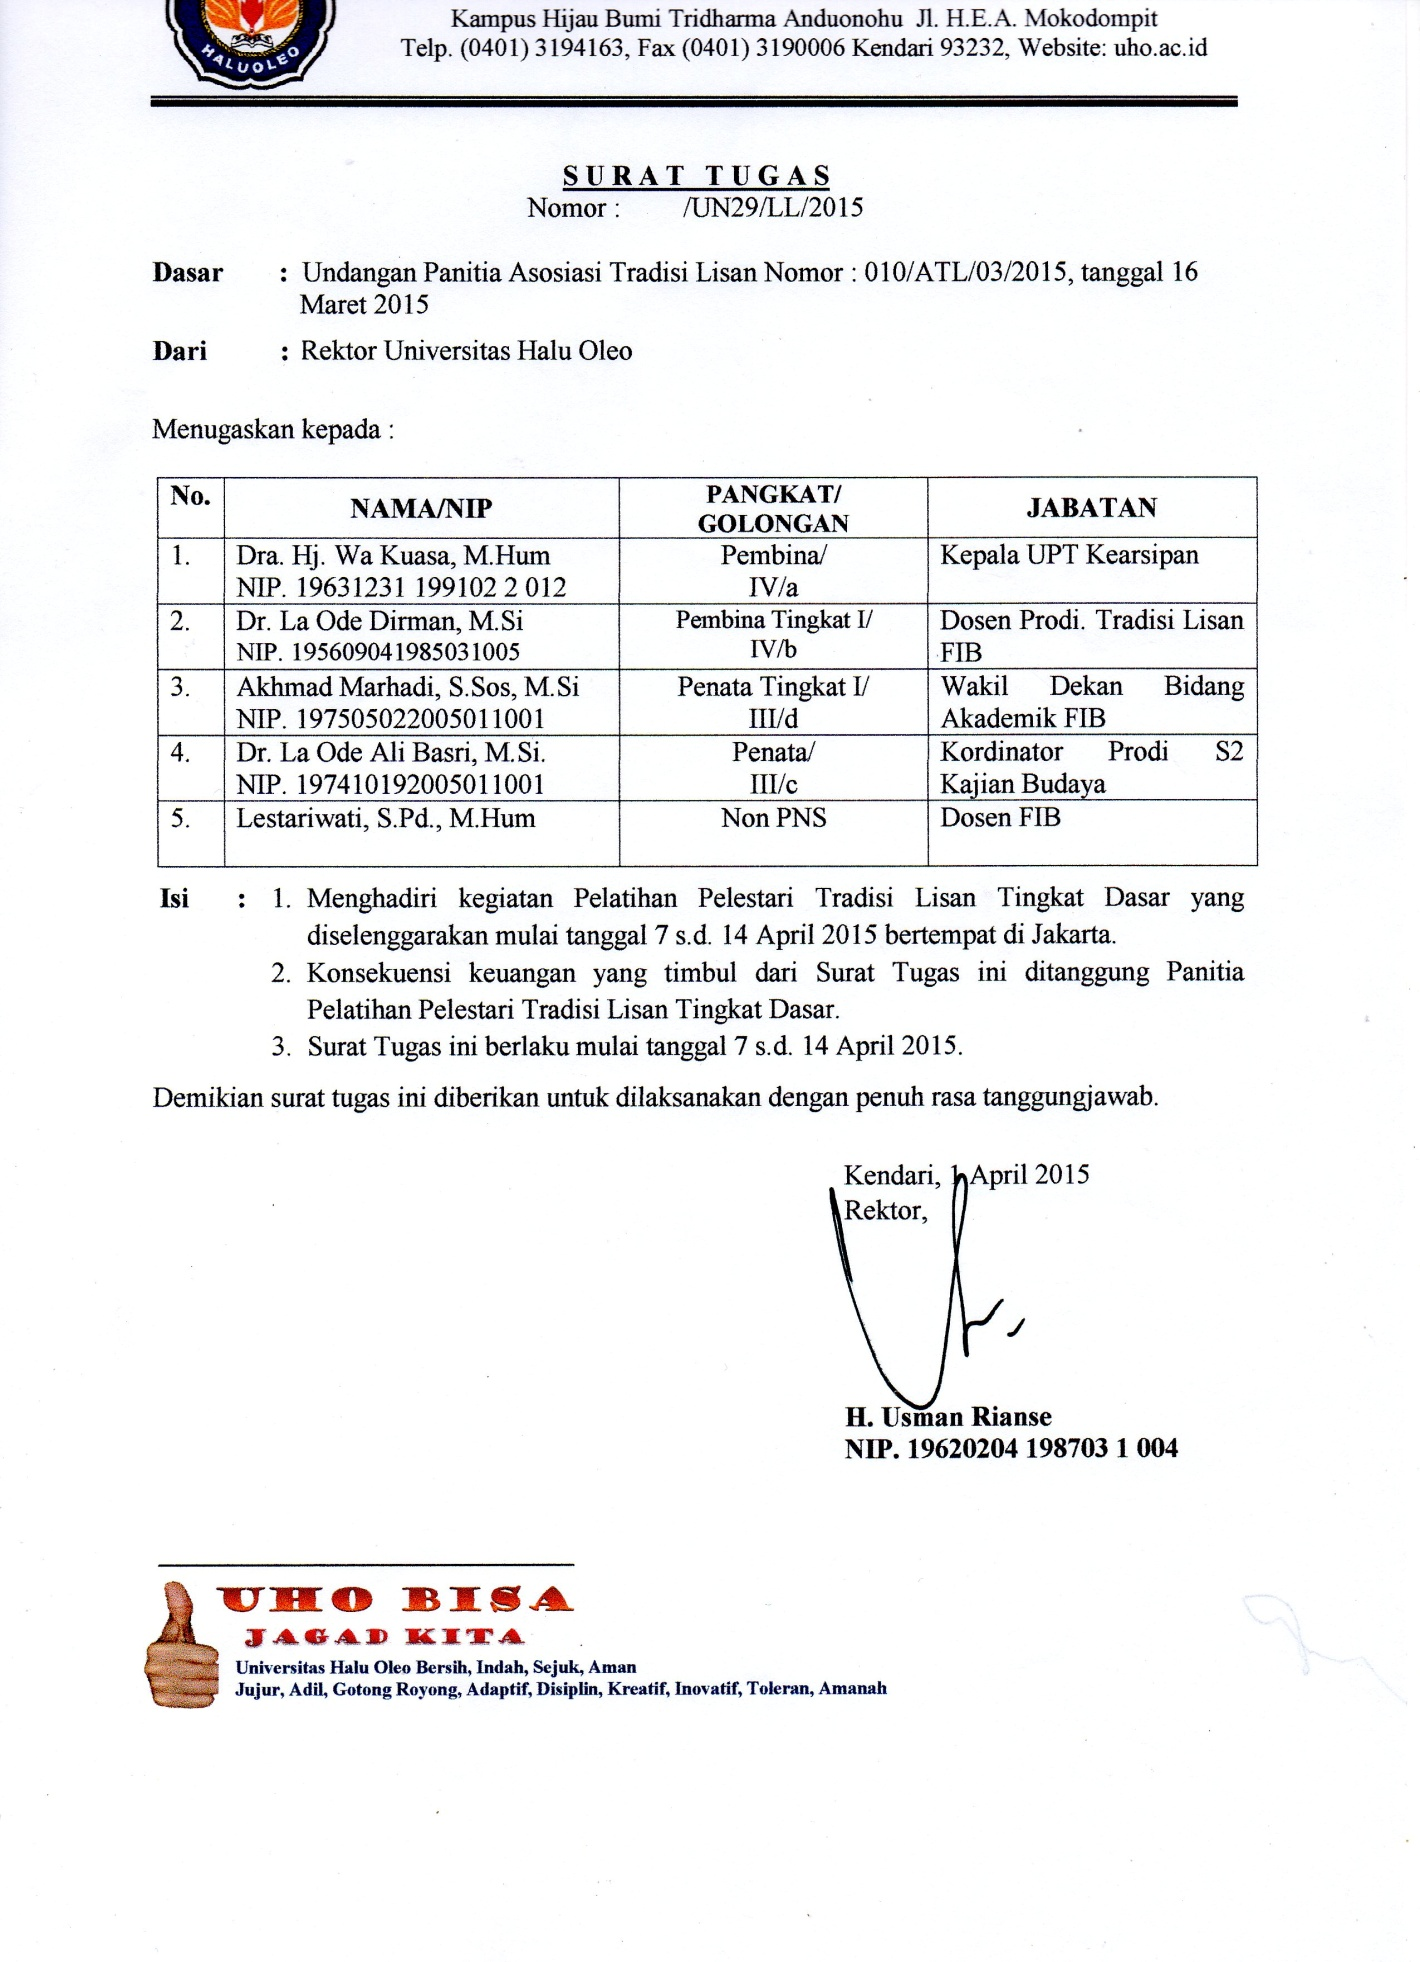 HALUOLEO
Kampus Hijau Bumi Tridharma Anduonohu Jl. H.E.A. Mokodompit
Telp. (0401) 3194163, Fax (0401) 3190006 Kendari 93232, Website: uho.ac.id
SURAT TUGAS
Nomor : /UN29/LL/2015
Dasar : Undangan Panitia Asosiasi Tradisi Lisan Nomor : 010/ATL/03/2015, tanggal 16
Maret 2015
Dari : Rektor Universitas Halu Oleo
Menugaskan kepada :
No. NAMA/NIP PANGKAT/ GOLONGAN JABATAN
1. Dra. Hj. Wa Kuasa, M.Hum Pembina/ Kepala UPT Kearsipan
NIP. 19631231 199102 2 012 IV/a
2. Dr. La Ode Dirman, M.Si Pembina Tingkat I/ Dosen Prodi. Tradisi Lisan
NIP. 195609041985031005 IV/b FIB
3. Akhmad Marhadi, S.Sos, M.Si Penata Tingkat I/ Wakil Dekan Bidang
NIP. 197505022005011001 III/d Akademik FIB
4. Dr. La Ode Ali Basri, M.Si. Penata/ Kordinator Prodi S2
NIP. 197410192005011001 III/c Kajian Budaya
5. Lestariwati, S.Pd., M.Hum Non PNS Dosen FIB
Isi : 1. Menghadiri kegiatan Pelatihan Pelestari Tradisi Lisan Tingkat Dasar yang
diselenggarakan mulai tanggal 7 s.d. 14 April 2015 bertempat di Jakarta.
2. Konsekuensi keuangan yang timbul dari Surat Tugas ini ditanggung Panitia
Pelatihan Pelestari Tradisi Lisan Tingkat Dasar.
3. Surat Tugas ini berlaku mulai tanggal 7 s.d. 14 April 2015.
Demikian surat tugas ini diberikan untuk dilaksanakan dengan penuh rasa tanggungjawab.
Kendari, 1 April 2015
Rektor,
H. Usman Rianse
NIP. 19620204 198703 1 004
UHO BISA
JAGAD KITA
Universitas Halu Oleo Bersih, Indah, Sejuk, Aman
Jujur, Adil, Gotong Royong, Adaptif, Disiplin, Kreatif, Inovatif, Toleran, Amanah